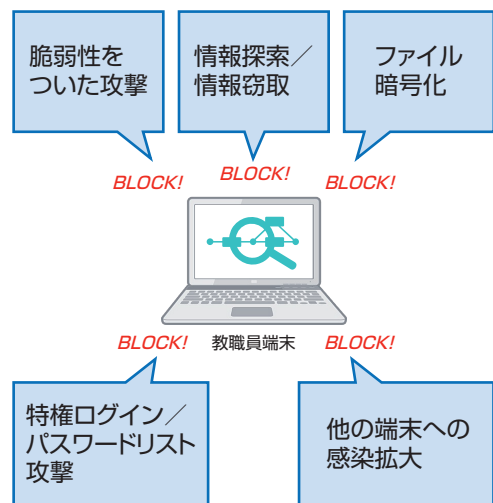 脆弱性を
ついた攻撃
情報探索／
情報窃取
ファイル
暗号化
BLOCK!
BLOCK!
BLOCK!
BLOCK!
教職員端末
BLOCK!
特権ログイン／
パスワードリスト
攻撃
他の端末への
感染拡大